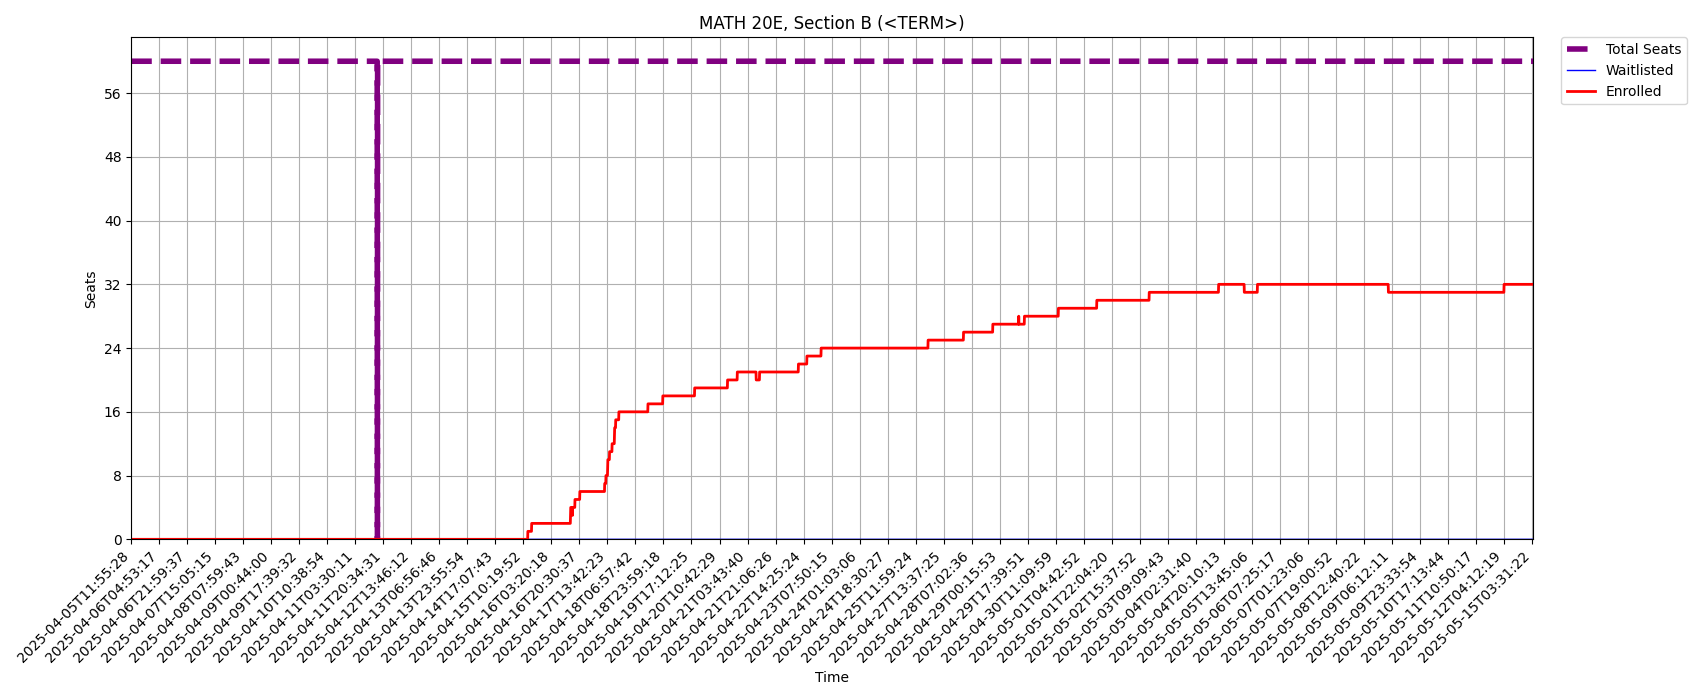 MATH 20E, Section B (<TERM>)
Total Seats
Waitlisted
Enrolled
56
48
40
32
24
16
8
0
Seats
2025-04-05T11:55:28
2025-04-06T04:53:17
2025-04-06T21:59:37
2025-04-07T15:05:15
2025-04-08T07:59:43
2025-04-09T00:44:00
2025-04-09T17:39:32
2025-04-10T10:38:54
2025-04-11T03:30:11
2025-04-11T20:34:31
2025-04-12T13:46:12
2025-04-13T06:56:46
2025-04-13T23:55:54
2025-04-14T17:07:43
2025-04-15T10:19:52
2025-04-16T03:20:18
2025-04-16T20:30:37
2025-04-17T13:42:23
2025-04-18T06:57:42
2025-04-18T23:59:18
2025-04-19T17:12:25
2025-04-20T10:42:29
2025-04-21T03:43:40
2025-04-21T21:06:26
2025-04-22T14:25:24
2025-04-23T07:50:15
2025-04-24T01:03:06
2025-04-24T18:30:27
2025-04-25T11:59:24
2025-04-27T13:37:25
2025-04-28T07:02:36
2025-04-29T00:15:53
2025-04-29T17:39:51
2025-04-30T11:09:59
2025-05-01T04:42:52
2025-05-01T22:04:20
2025-05-02T15:37:52
2025-05-03T09:09:43
2025-05-04T02:31:40
2025-05-04T20:10:13
2025-05-05T13:45:06
2025-05-06T07:25:17
2025-05-07T01:23:06
2025-05-07T19:00:52
2025-05-08T12:40:22
2025-05-09T06:12:11
2025-05-09T23:33:54
2025-05-10T17:13:44
2025-05-11T10:50:17
2025-05-12T04:12:19
2025-05-15T03:31:22
Time